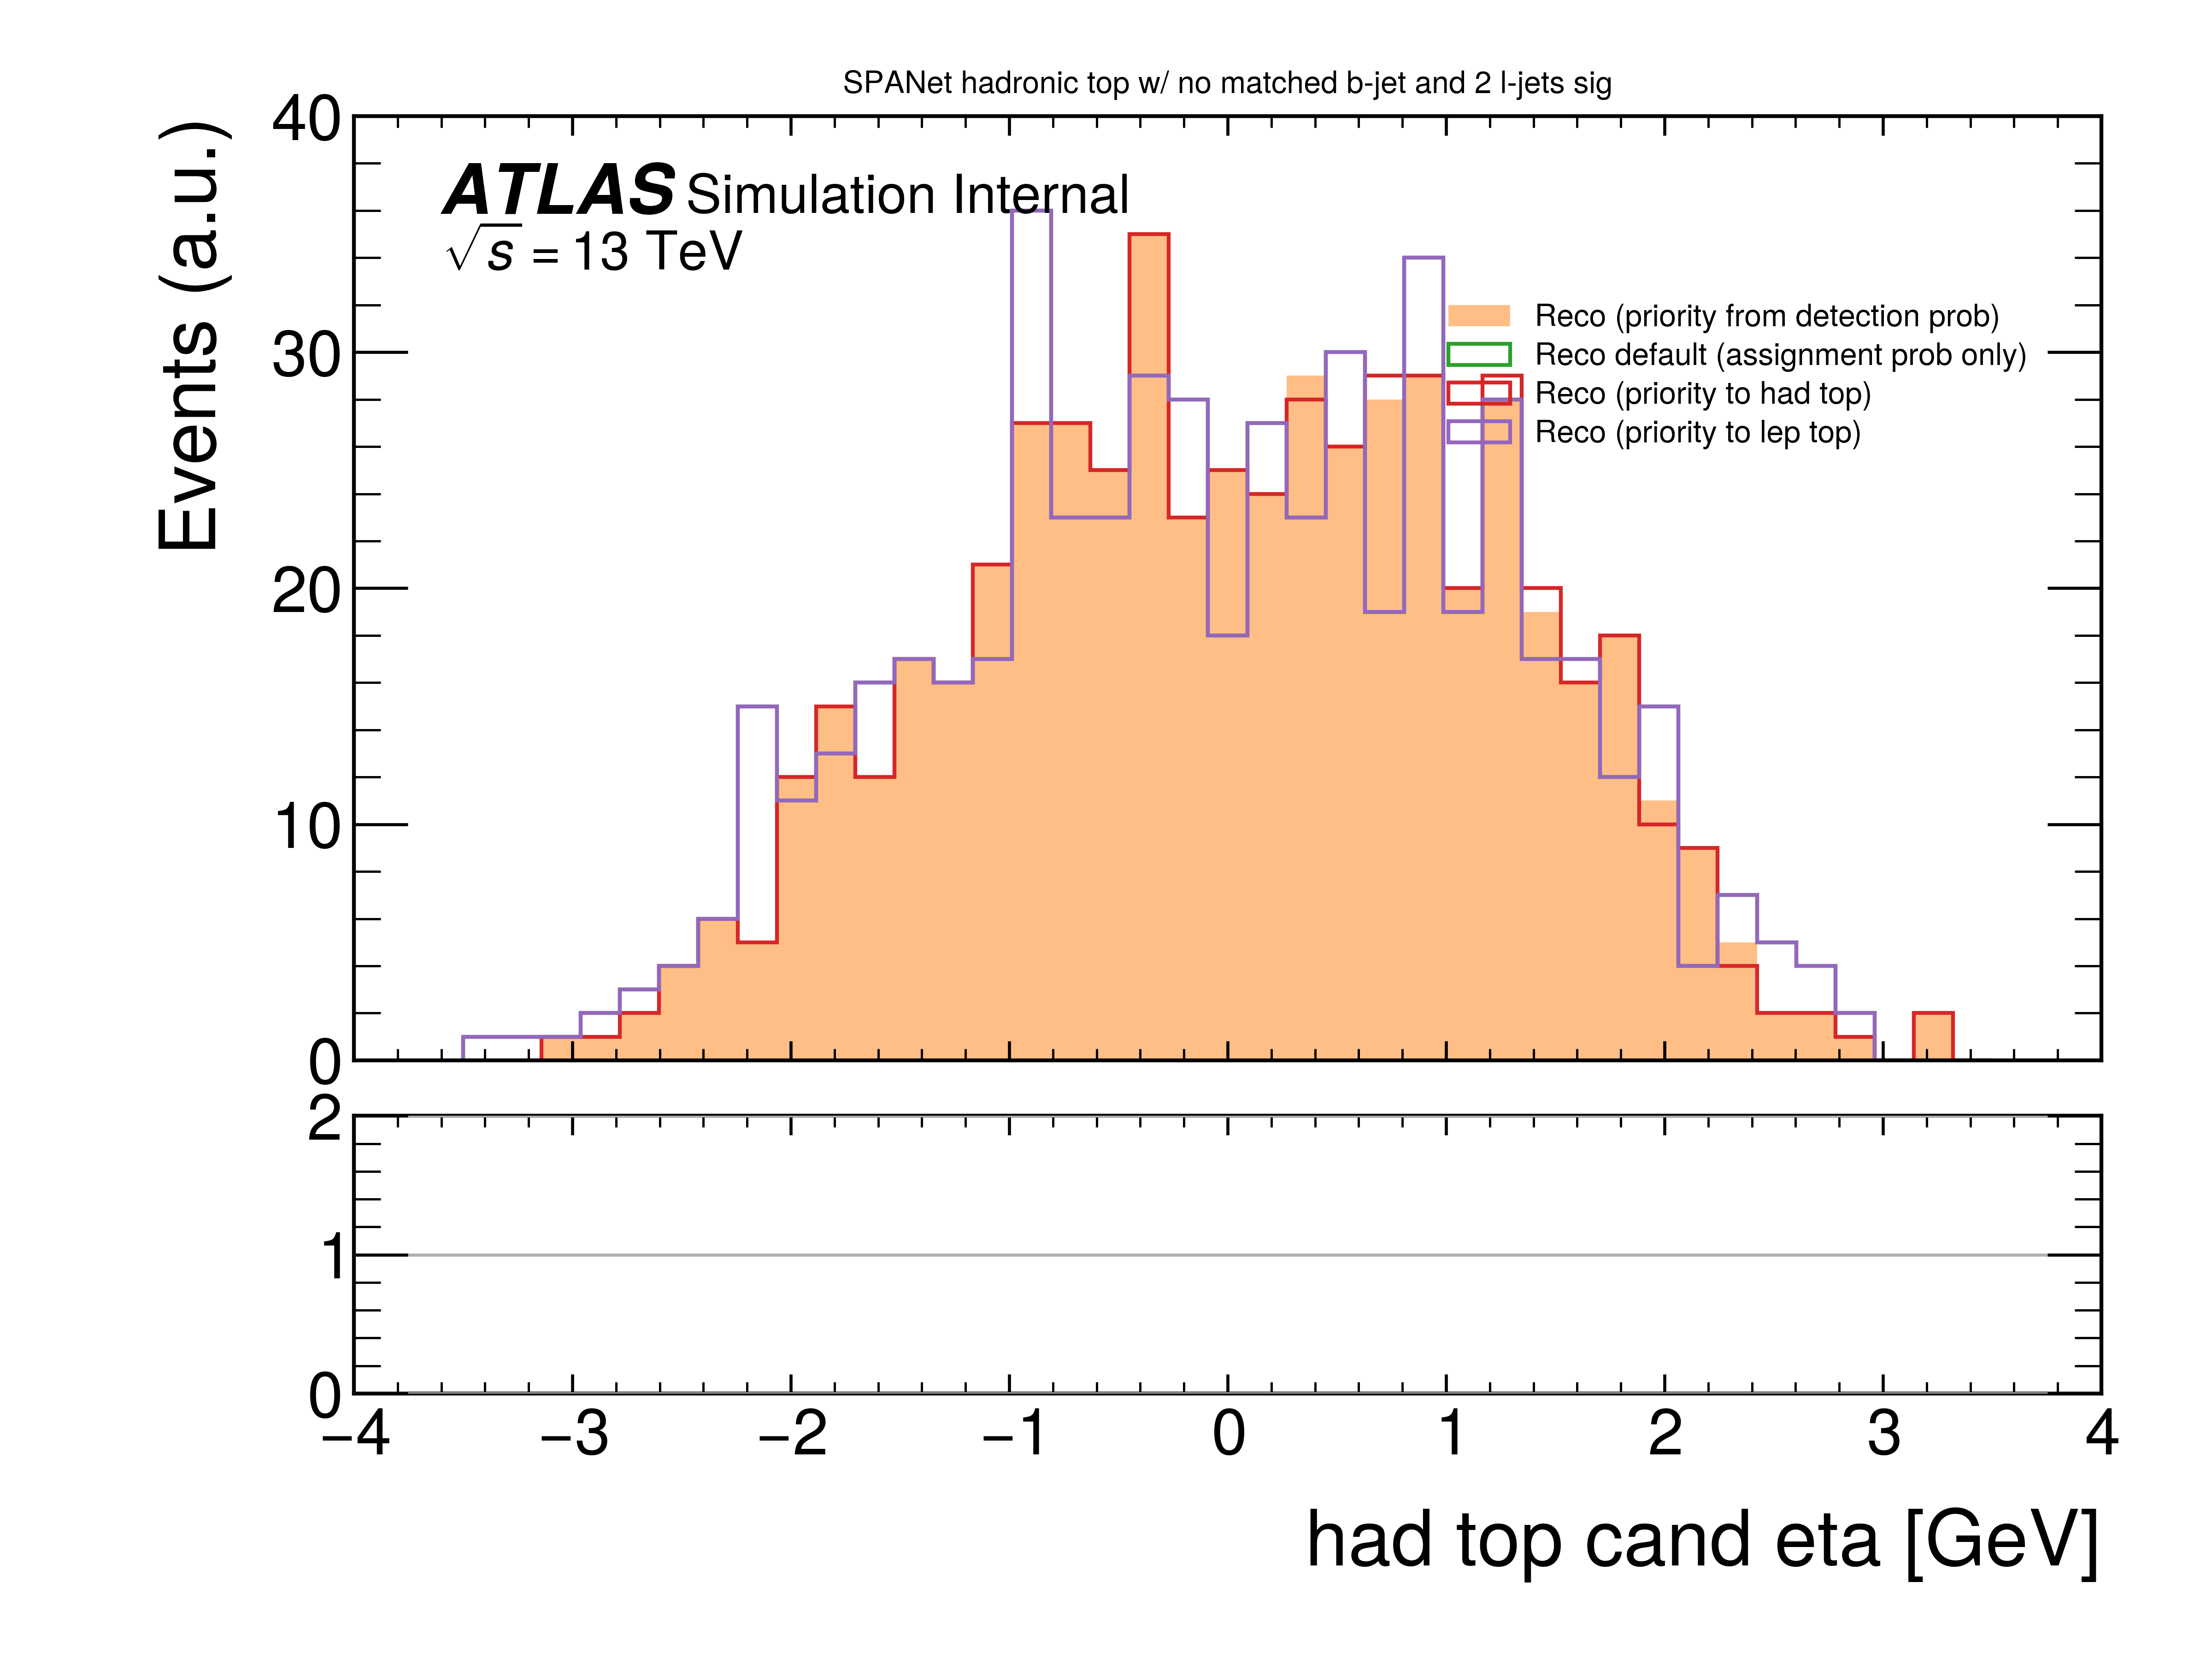 SPANet hadronic top w/ no matched b-jet and 2 l-jets sig
ATLAS Simulation Internal
√s = 13 TeV
Events (a.u.)
40
30
20
10
0
Reco (priority from detection prob)
Reco default (assignment prob only)
Reco (priority to had top)
Reco (priority to lep top)
2
1
0
−4 −3 −2 −1 0 1 2 3 4
had top cand eta [GeV]